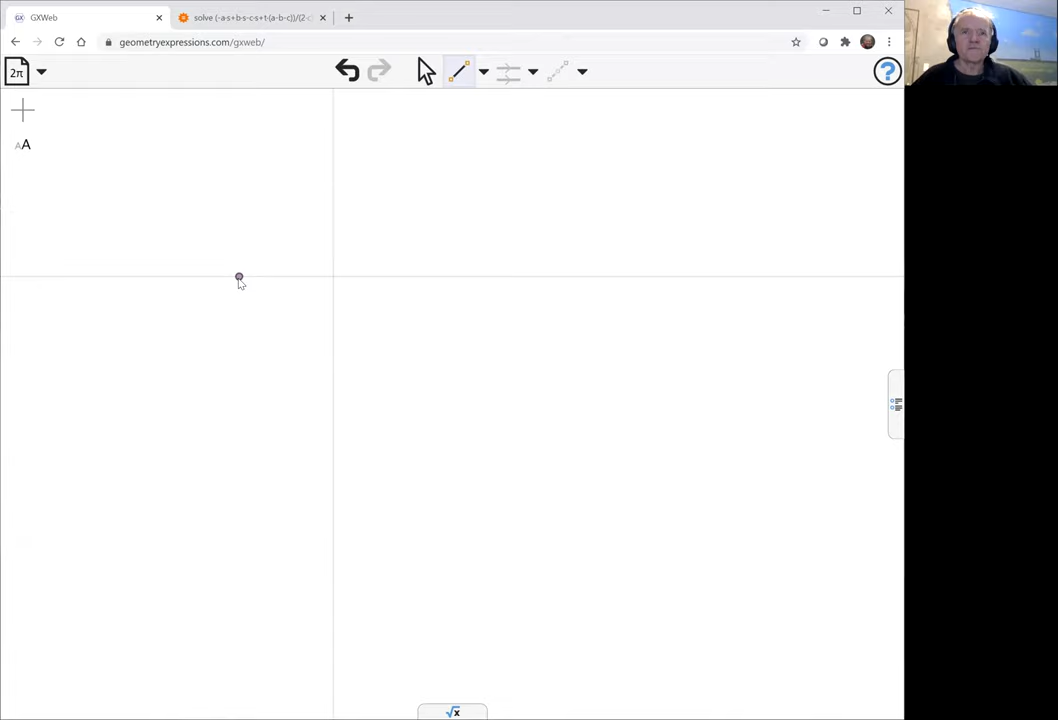 GXWeb
solve (-a·s+b·s-c·s+t·(a-b-c))/(2·c
geometryexpressions.com/gxweb/
2π
?
AA
√x